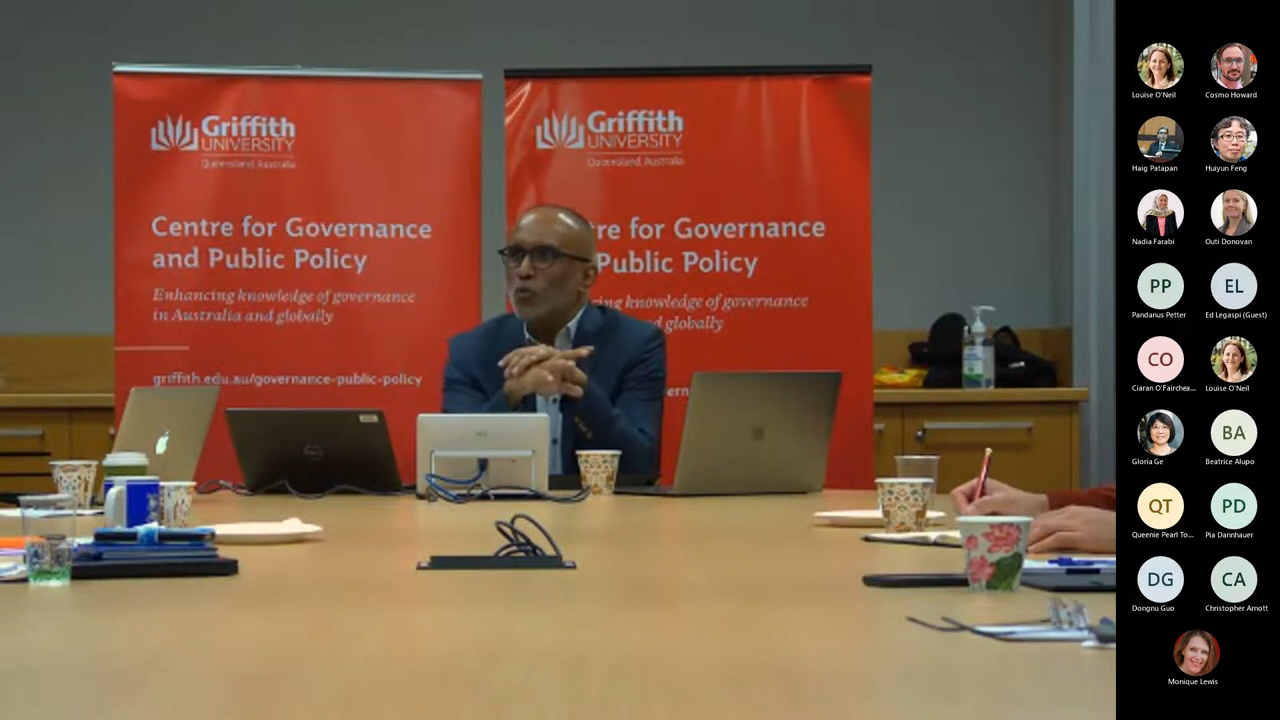 Griffith
UNIVERSITY
Queensland, Australia
Centre for Governance
and Public Policy
Enhancing knowledge of governance
in Australia and globally
griffith.edu.au/governance-public-policy
Griffith
UNIVERSITY
Queensland, Australia
re for Governance
Public Policy
ing knowledge of governance
d globally
Louise O'Neil
Cosmo Howard
Haig Patapan
Huiyun Feng
Nadia Farabi
Outi Donovan
PP
EL
Pandanus Petter
Ed Legaspi (Guest)
CO
Ciaran O'Fairchea...
Louise O'Neil
BA
Gloria Ge
Beatrice Alupo
QT
PD
Queenie Pearl To...
Pia Dannhauer
DG
CA
Dongnu Guo
Christopher Arnott
Monique Lewis